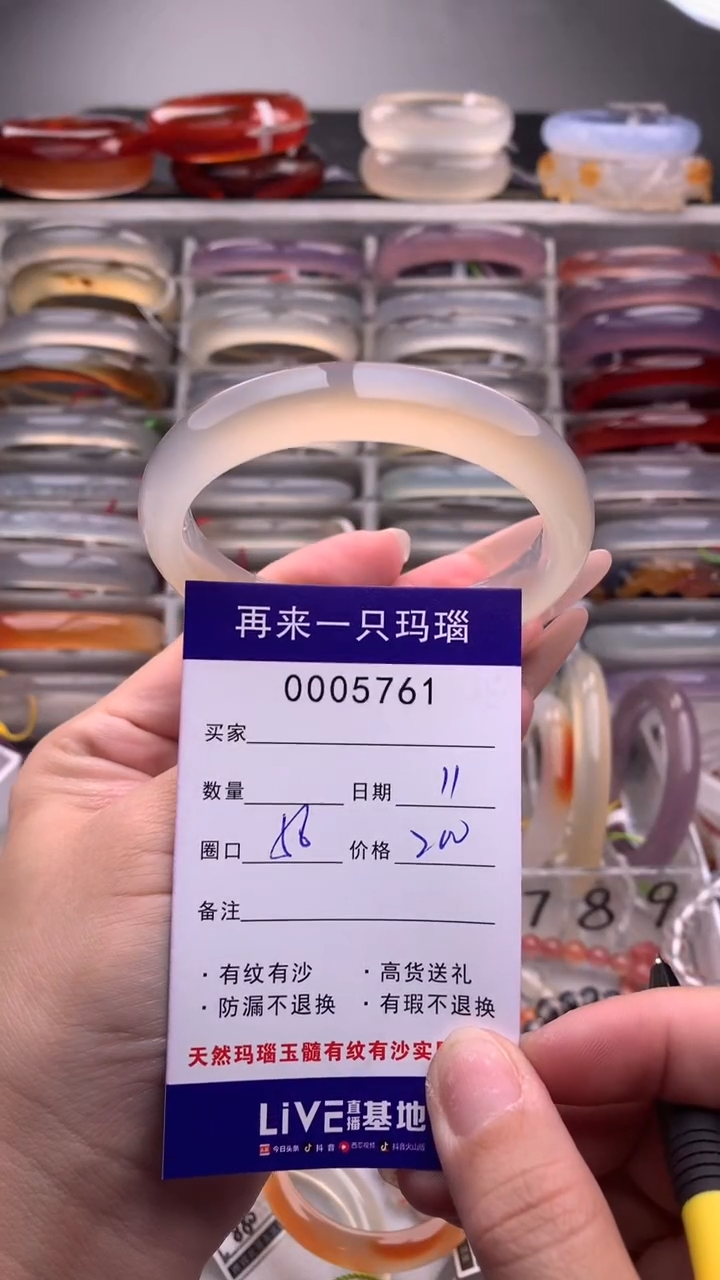 再来一只玛瑙
0005761
买家
数量 日期 11
圈口 56 价格 200
备注
·有纹有沙 ·高货送礼
·防漏不退换 ·有瑕不退换
天然玛瑙玉髓有纹有沙实
LiVE直播基地
今日头条 抖音 西瓜视频 抖音火山版
7 8 9